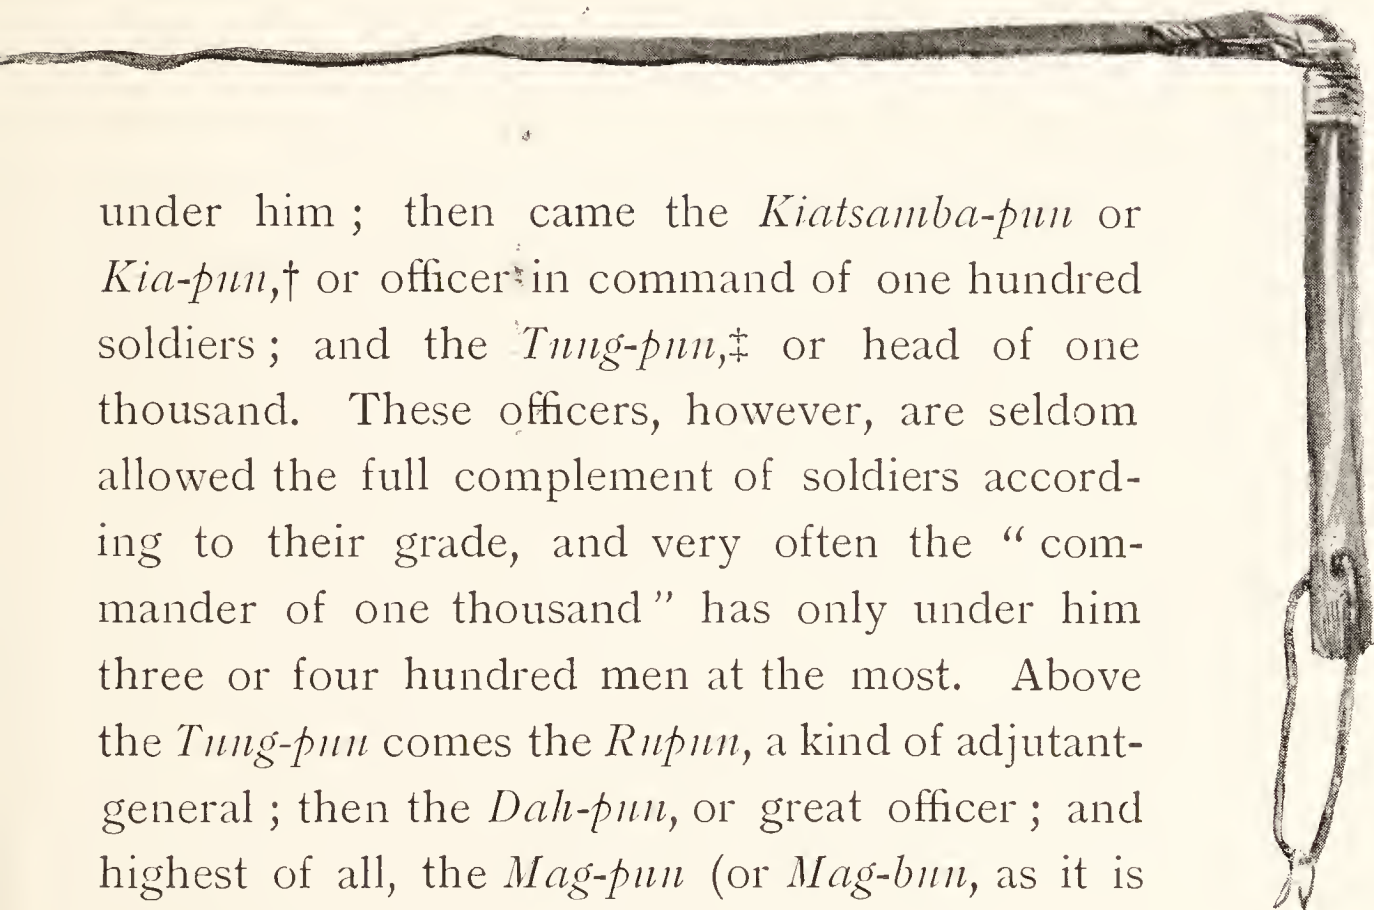 under him ; then came the Kiatsamba-pun or
Kia-pun,† or officer in command of one hundred
soldiers ; and the Tung-pun,‡ or head of one
thousand. These officers, however, are seldom
allowed the full complement of soldiers accord-
ing to their grade, and very often the “ com-
mander of one thousand ” has only under him
three or four hundred men at the most. Above
the Tung-pun comes the Rupun, a kind of adjutant-
general ; then the Dah-pun, or great officer ; and
highest of all, the Mag-pun (or Mag-bun, as it is